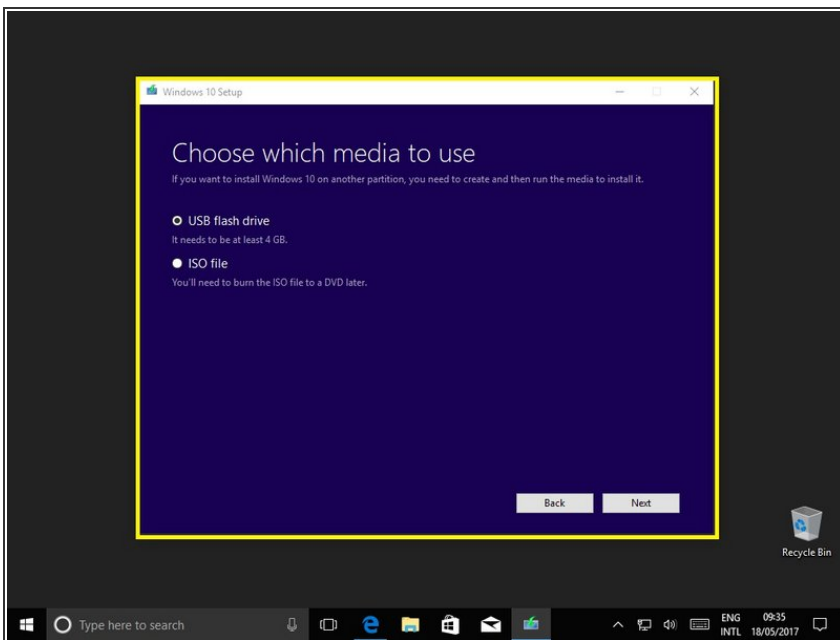 Windows 10 Setup
Choose which media to use
If you want to install Windows 10 on another partition, you need to create and then run the media to install it.
USB flash drive
It needs to be at least 4 GB.
ISO file
You'll need to burn the ISO file to a DVD later.
Back Next
Recycle Bin
Type here to search
ENG 09:35
INTL 18/05/2017